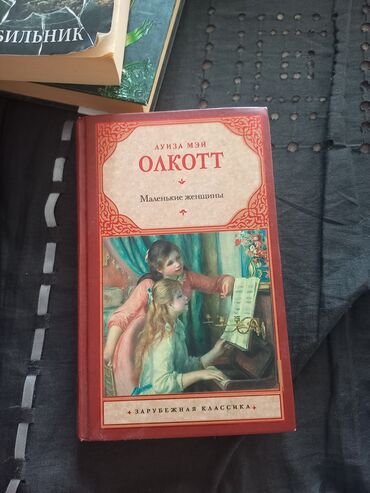 БИЛЬНИК
ЛУИЗА МЭЙ
ОЛКОТТ
Маленькие женщины
ЗАРУБЕЖНАЯ КЛАССИКА